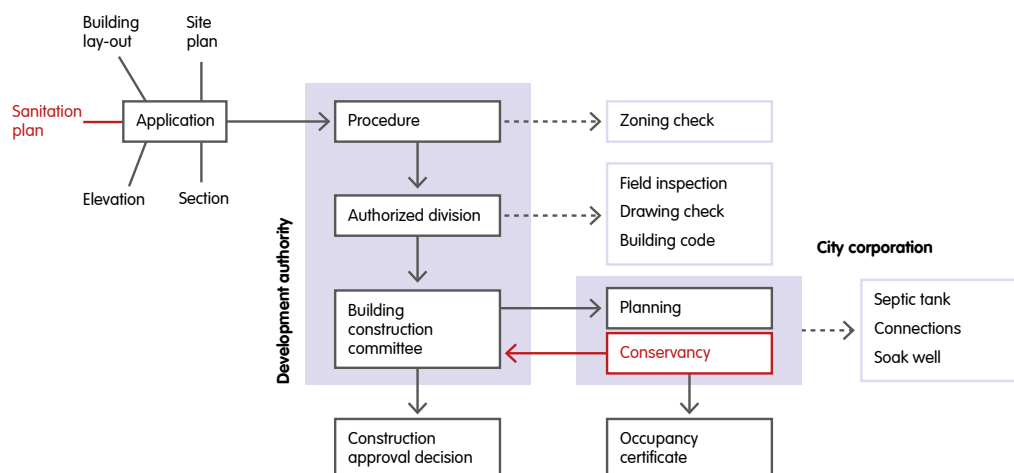 Building
lay-out
Site
plan
Sanitation
plan
Application
Elevation
Section
Development authority
Procedure
Zoning check
Authorized division
Field inspection
Drawing check
Building code
City corporation
Building
construction
committee
Planning
Conservancy
Septic tank
Connections
Soak well
Construction
approval decision
Occupancy
certificate